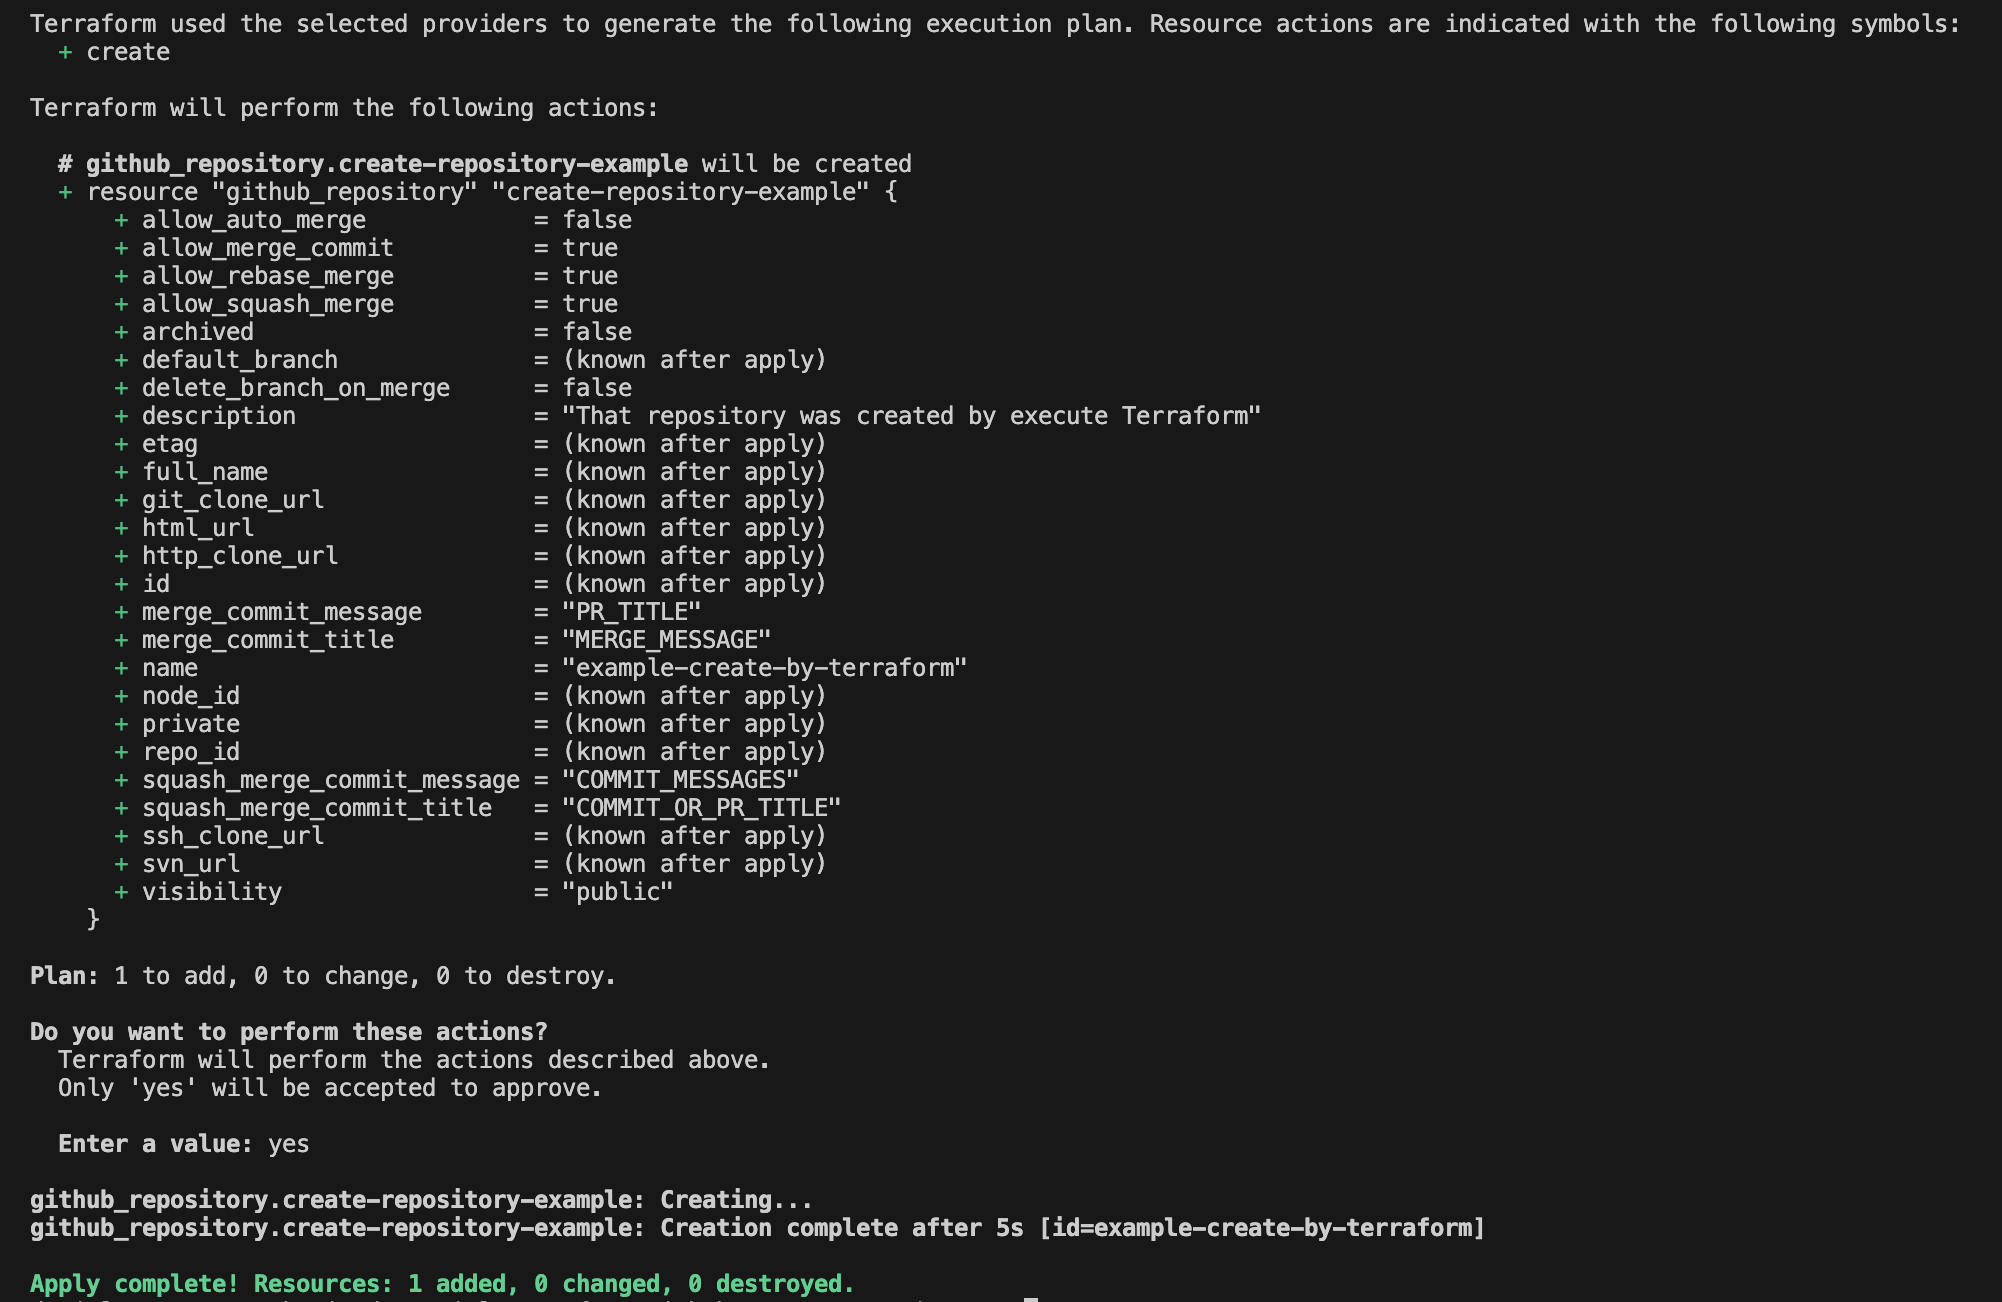 Terraform used the selected providers to generate the following execution plan. Resource actions are indicated with the following symbols:
  + create
Terraform will perform the following actions:
  # github_repository.create-repository-example will be created
  + resource "github_repository" "create-repository-example" {
      + allow_auto_merge            = false
      + allow_merge_commit          = true
      + allow_rebase_merge          = true
      + allow_squash_merge          = true
      + archived                    = false
      + default_branch              = (known after apply)
      + delete_branch_on_merge      = false
      + description                 = "That repository was created by execute Terraform"
      + etag                        = (known after apply)
      + full_name                   = (known after apply)
      + git_clone_url               = (known after apply)
      + html_url                    = (known after apply)
      + http_clone_url              = (known after apply)
      + id                          = (known after apply)
      + merge_commit_message        = "PR_TITLE"
      + merge_commit_title          = "MERGE_MESSAGE"
      + name                        = "example-create-by-terraform"
      + node_id                     = (known after apply)
      + private                     = (known after apply)
      + repo_id                     = (known after apply)
      + squash_merge_commit_message = "COMMIT_MESSAGES"
      + squash_merge_commit_title   = "COMMIT_OR_PR_TITLE"
      + ssh_clone_url               = (known after apply)
      + svn_url                     = (known after apply)
      + visibility                  = "public"
    }
Plan: 1 to add, 0 to change, 0 to destroy.
Do you want to perform these actions?
  Terraform will perform the actions described above.
  Only 'yes' will be accepted to approve.
  Enter a value: yes
github_repository.create-repository-example: Creating...
github_repository.create-repository-example: Creation complete after 5s [id=example-create-by-terraform]
Apply complete! Resources: 1 added, 0 changed, 0 destroyed.